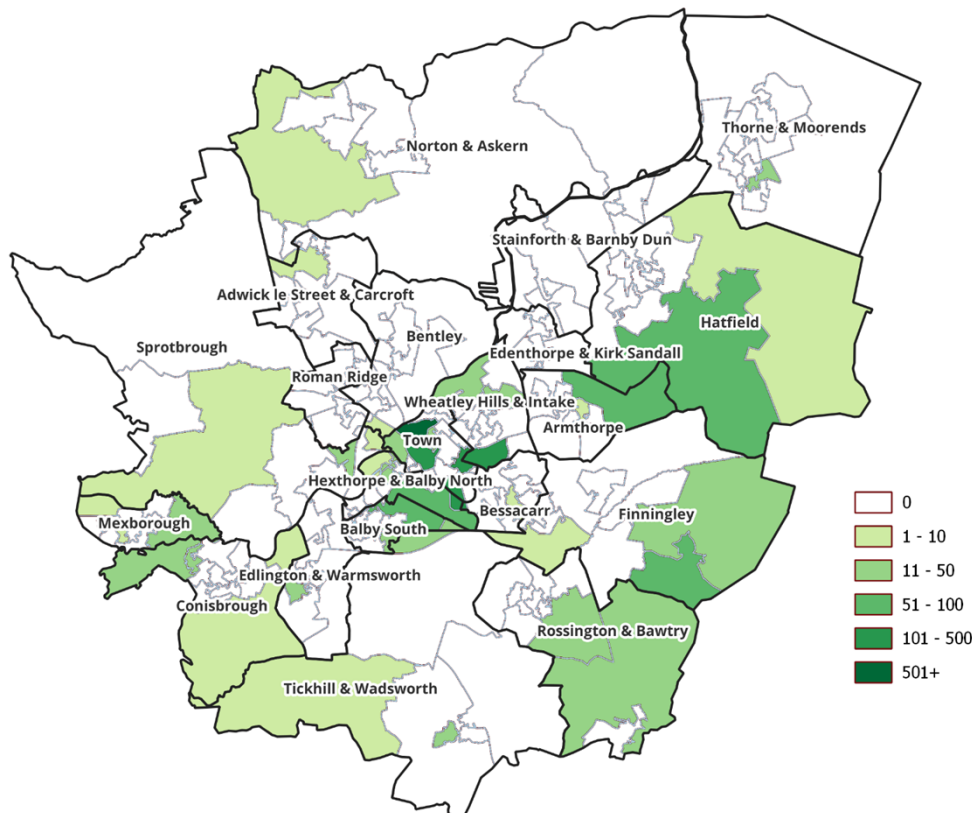 Norton & Askern
Thorne & Moorends
Stainforth & Barnby Dun
Adwick le Street & Carcroft
Hatfield
Bentley
Sprotbrough
Edenthorpe & Kirk Sandall
Roman Ridge
Wheatley Hills & Intake
Armthorpe
Town
Hexthorpe & Balby North
Bessacarr
Finningley
Mexborough
Balby South
Edlington & Warmsworth
Conisbrough
Rossington & Bawtry
Tickhill & Wadsworth
0
1 - 10
11 - 50
51 - 100
101 - 500
501+